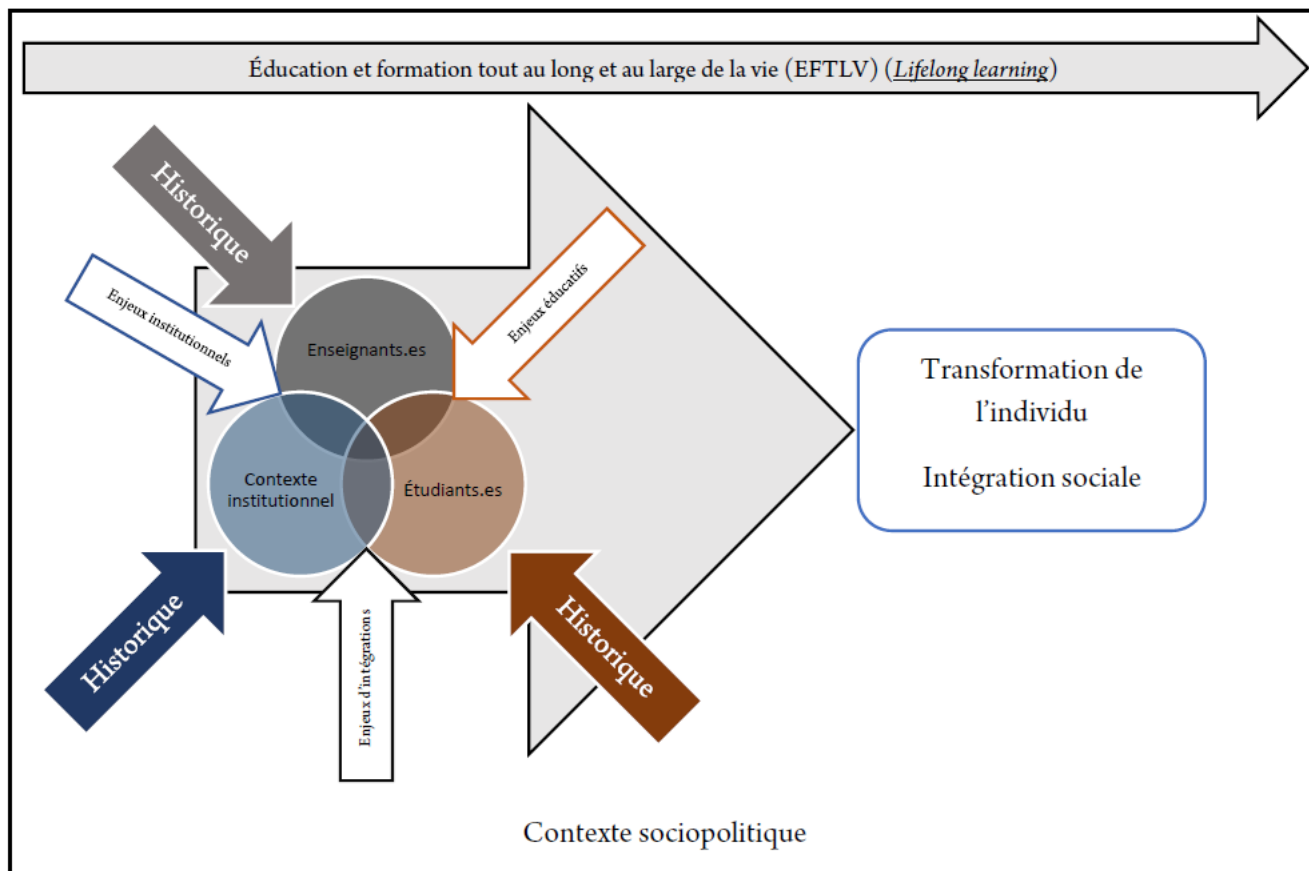 Éducation et formation tout au long et au large de la vie (EFTLV) (Lifelong learning)
Historique
Enjeux institutionnels
Enjeux éducatifs
Enseignants.es
Contexte
institutionnel
Étudiants.es
Transformation de
l'individu
Intégration sociale
Historique
Enjeux d'intégrations
Historique
Contexte sociopolitique